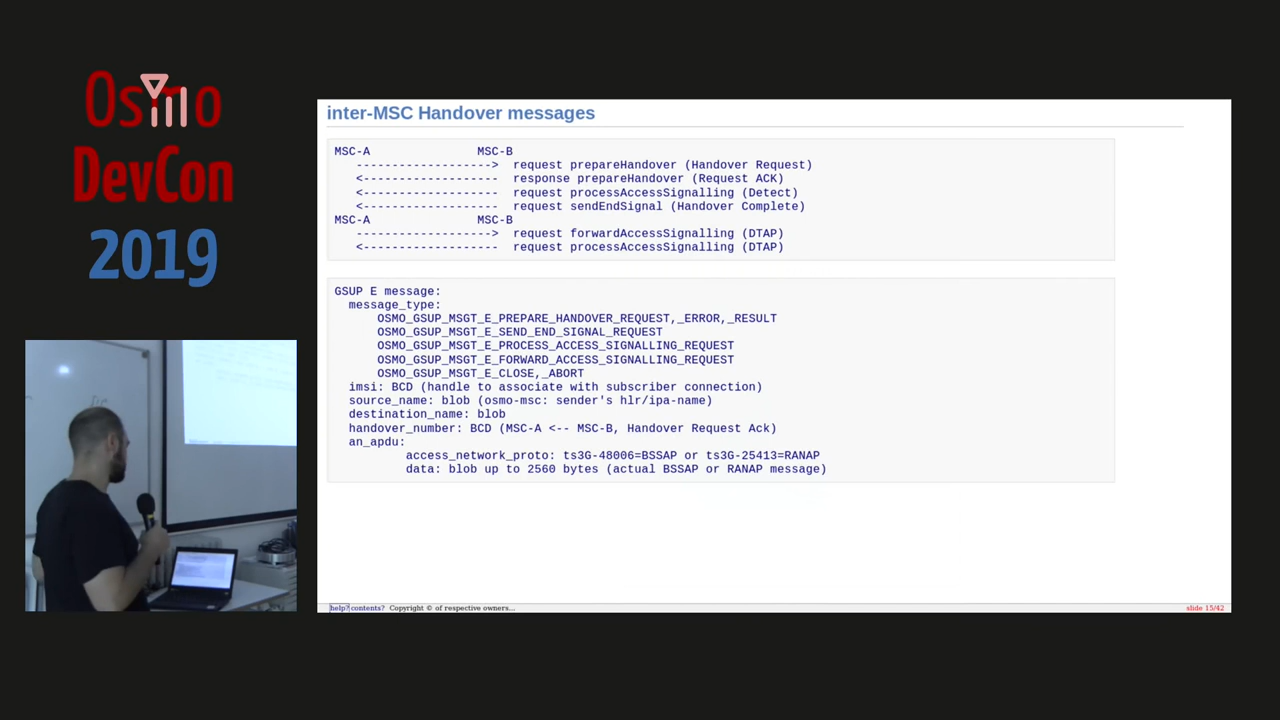 Osmo
DevCon
2019
inter-MSC Handover messages
MSC-A               MSC-B
   -------------------> request prepareHandover (Handover Request)
   <------------------- response prepareHandover (Request ACK)
   <------------------- request processAccessSignalling (Detect)
   <------------------- request sendEndSignal (Handover Complete)
MSC-A               MSC-B
   -------------------> request forwardAccessSignalling (DTAP)
   <------------------- request processAccessSignalling (DTAP)
GSUP E message:
  message_type:
      OSMO_GSUP_MSGT_E_PREPARE_HANDOVER_REQUEST,_ERROR,_RESULT
      OSMO_GSUP_MSGT_E_SEND_END_SIGNAL_REQUEST
      OSMO_GSUP_MSGT_E_PROCESS_ACCESS_SIGNALLING_REQUEST
      OSMO_GSUP_MSGT_E_FORWARD_ACCESS_SIGNALLING_REQUEST
      OSMO_GSUP_MSGT_E_CLOSE,_ABORT
  imsi: BCD (handle to associate with subscriber connection)
  source_name: blob (osmo-msc: sender's hlr/ipa-name)
  destination_name: blob
  handover_number: BCD (MSC-A <-- MSC-B, Handover Request Ack)
  an_apdu:
          access_network_proto: ts3G-48006=BSSAP or ts3G-25413=RANAP
          data: blob up to 2560 bytes (actual BSSAP or RANAP message)
help? contents? Copyright © of respective owners... slide 15/42